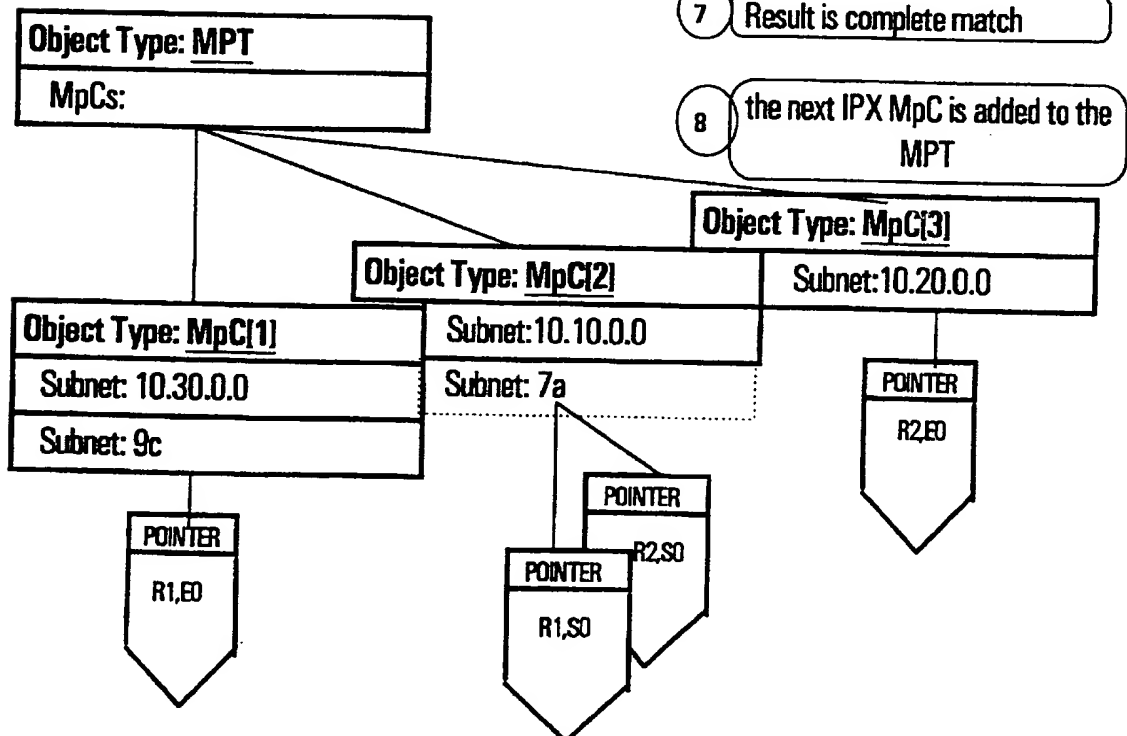 7 Result is complete match
8 the next IPX MpC is added to the
MPT
Object Type: MPT
MpCs:
Object Type: MpC[3]
Subnet:10.20.0.0
Object Type: MpC[2]
Subnet:10.10.0.0
Subnet: 7a
Object Type: MpC[1]
Subnet: 10.30.0.0
Subnet: 9c
POINTER
R1,E0
POINTER
R1,S0
POINTER
R2,S0
POINTER
R2,E0